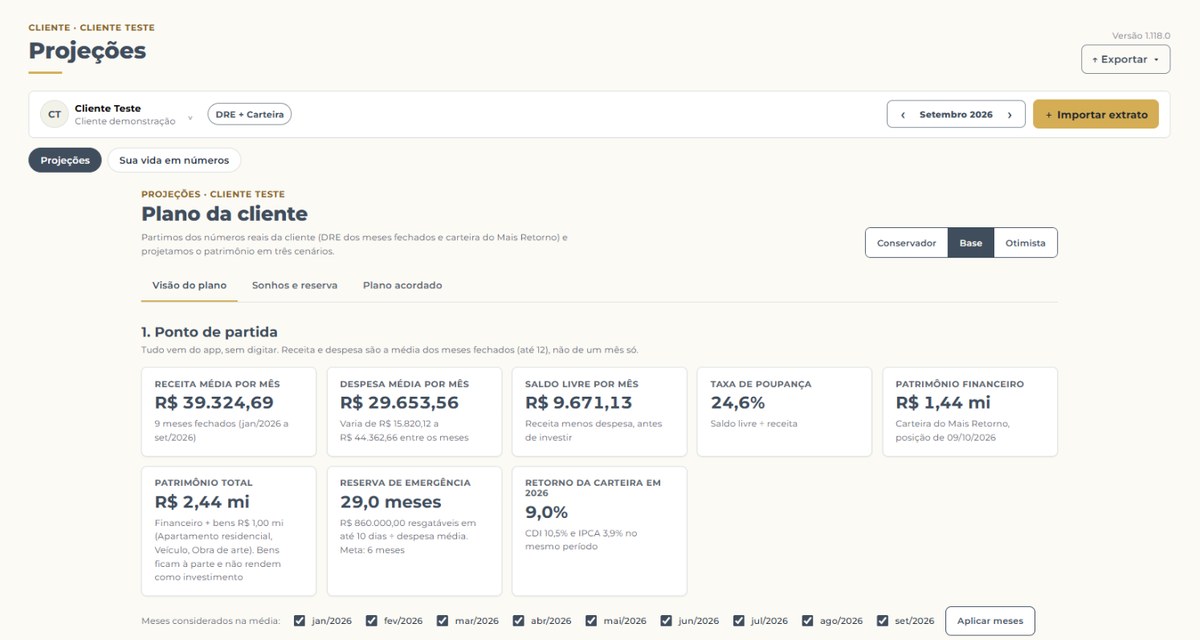 CLIENTE · CLIENTE TESTE
Projeções
Versão 1.118.0
↑ Exportar
CT
Cliente Teste
Cliente demonstração
DRE + Carteira
‹ Setembro 2026 ›
+ Importar extrato
Projeções
Sua vida em números
PROJEÇÕES · CLIENTE TESTE
Plano da cliente
Partimos dos números reais da cliente (DRE dos meses fechados e carteira do Mais Retorno) e
projetamos o patrimônio em três cenários.
Conservador
Base
Otimista
Visão do plano
Sonhos e reserva
Plano acordado
1. Ponto de partida
Tudo vem do app, sem digitar. Receita e despesa são a média dos meses fechados (até 12), não de um mês só.
RECEITA MÉDIA POR MÊS
R$ 39.324,69
9 meses fechados (jan/2026 a
set/2026)
DESPESA MÉDIA POR MÊS
R$ 29.653,56
Varia de R$ 15.820,12 a
R$ 44.362,66 entre os meses
SALDO LIVRE POR MÊS
R$ 9.671,13
Receita menos despesa, antes
de investir
TAXA DE POUPANÇA
24,6%
Saldo livre ÷ receita
PATRIMÔNIO FINANCEIRO
R$ 1,44 mi
Carteira do Mais Retorno,
posição de 09/10/2026
PATRIMÔNIO TOTAL
R$ 2,44 mi
Financeiro + bens R$ 1,00 mi
(Apartamento residencial,
Veículo, Obra de arte). Bens
ficam à parte e não rendem
como investimento
RESERVA DE EMERGÊNCIA
29,0 meses
R$ 860.000,00 resgatáveis em
até 10 dias ÷ despesa média.
Meta: 6 meses
RETORNO DA CARTEIRA EM
2026
9,0%
CDI 10,5% e IPCA 3,9% no
mesmo período
Meses considerados na média:
jan/2026
fev/2026
mar/2026
abr/2026
mai/2026
jun/2026
jul/2026
ago/2026
set/2026
Aplicar meses